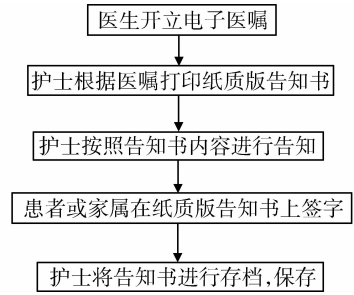 医生开立电子医嘱
护士根据医嘱打印纸质版告知书
护士按照告知书内容进行告知
患者或家属在纸质版告知书上签字
护士将告知书进行存档,保存